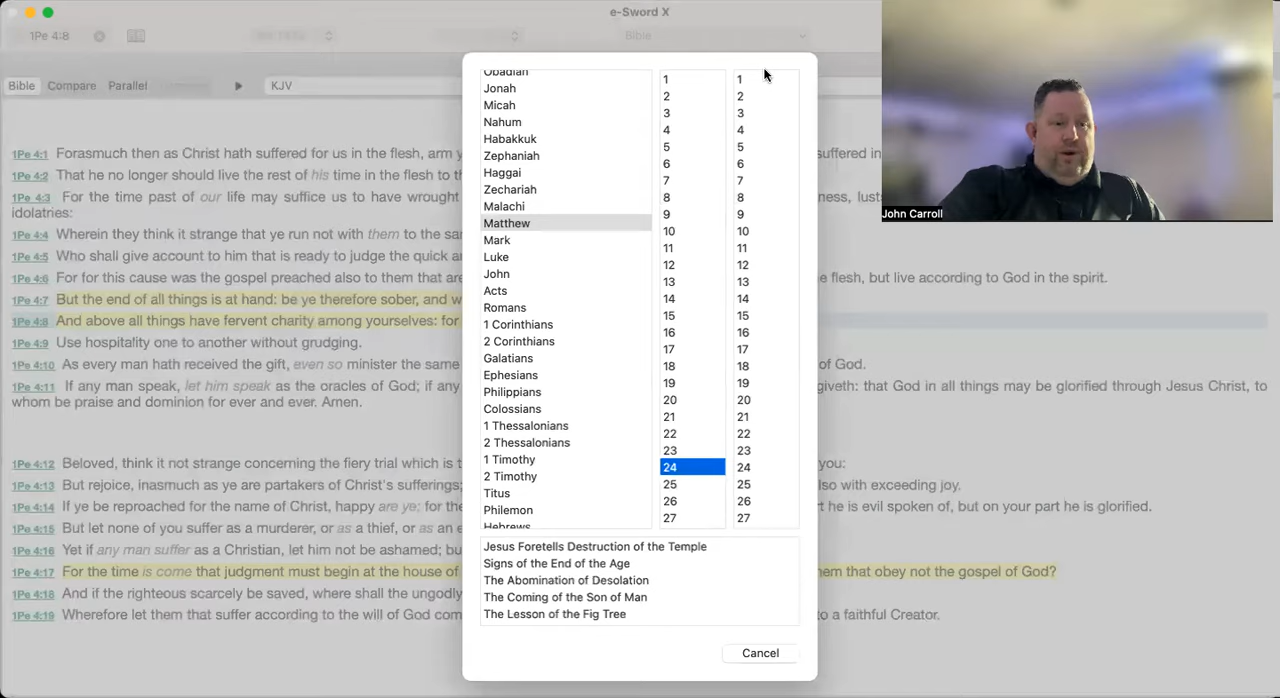 e-Sword X
1Pe 4:8
Bible
Bible Compare Parallel KJV
1Pe 4:1 Forasmuch then as Christ hath suffered for us in the flesh, arm y suffered in
1Pe 4:2 That he no longer should live the rest of his time in the flesh to th
1Pe 4:3 For the time past of our life may suffice us to have wrought ness, lust
idolatries:
1Pe 4:4 Wherein they think it strange that ye run not with them to the sa
1Pe 4:5 Who shall give account to him that is ready to judge the quick a
1Pe 4:6 For for this cause was the gospel preached also to them that are e flesh, but live according to God in the spirit.
1Pe 4:7 But the end of all things is at hand: be ye therefore sober, and w
1Pe 4:8 And above all things have fervent charity among yourselves: for
1Pe 4:9 Use hospitality one to another without grudging.
1Pe 4:10 As every man hath received the gift, even so minister the same of God.
1Pe 4:11 If any man speak, let him speak as the oracles of God; if any giveth: that God in all things may be glorified through Jesus Christ, to
whom be praise and dominion for ever and ever. Amen.
1Pe 4:12 Beloved, think it not strange concerning the fiery trial which is t you:
1Pe 4:13 But rejoice, inasmuch as ye are partakers of Christ's sufferings; lso with exceeding joy.
1Pe 4:14 If ye be reproached for the name of Christ, happy are ye: for the rt he is evil spoken of, but on your part he is glorified.
1Pe 4:15 But let none of you suffer as a murderer, or as a thief, or as an e
1Pe 4:16 Yet if any man suffer as a Christian, let him not be ashamed; bu
1Pe 4:17 For the time is come that judgment must begin at the house of hem that obey not the gospel of God?
1Pe 4:18 And if the righteous scarcely be saved, where shall the ungodly
1Pe 4:19 Wherefore let them that suffer according to the will of God com to a faithful Creator.
Obadiah
Jonah
Micah
Nahum
Habakkuk
Zephaniah
Haggai
Zechariah
Malachi
Matthew
Mark
Luke
John
Acts
Romans
1 Corinthians
2 Corinthians
Galatians
Ephesians
Philippians
Colossians
1 Thessalonians
2 Thessalonians
1 Timothy
2 Timothy
Titus
Philemon
Hebrews
1
2
3
4
5
6
7
8
9
10
11
12
13
14
15
16
17
18
19
20
21
22
23
24
25
26
27
1
2
3
4
5
6
7
8
9
10
11
12
13
14
15
16
17
18
19
20
21
22
23
24
25
26
27
Jesus Foretells Destruction of the Temple
Signs of the End of the Age
The Abomination of Desolation
The Coming of the Son of Man
The Lesson of the Fig Tree
Cancel
John Carroll